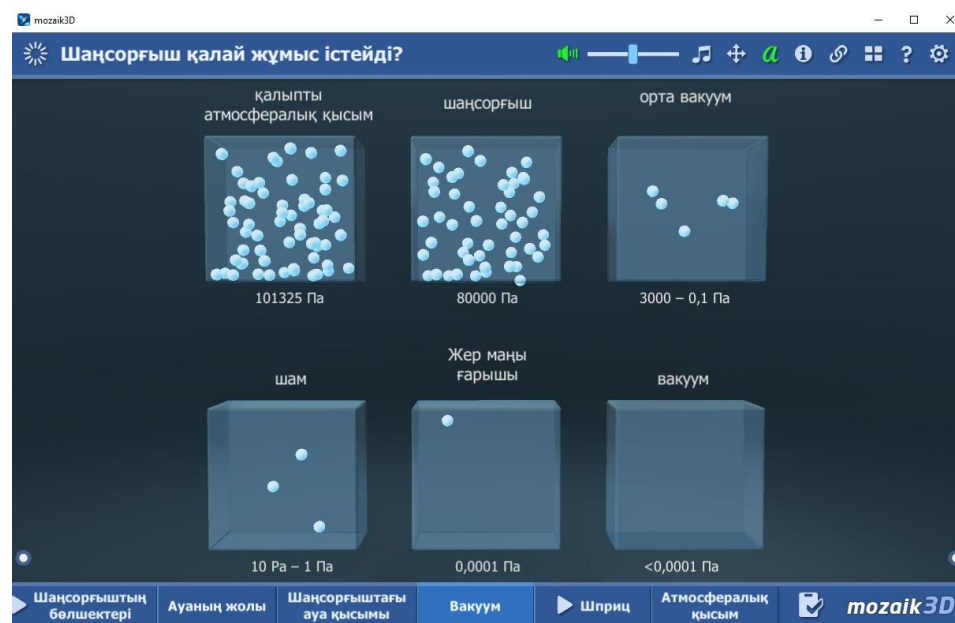 mozaik3D
Шаңсорғыш қалай жұмыс істейді?
қалыпты
атмосфералық қысым
шаңсорғыш
орта вакуум
101325 Па
80000 Па
3000 – 0,1 Па
шам
Жер маңы
ғарышы
вакуум
10 Pa – 1 Па
0,0001 Па
<0,0001 Па
Шаңсорғыштың
бөлшектері
Ауаның жолы
Шаңсорғыштағы
ауа қысымы
Вакуум
Шприц
Атмосфералық
қысым
mozaik3D